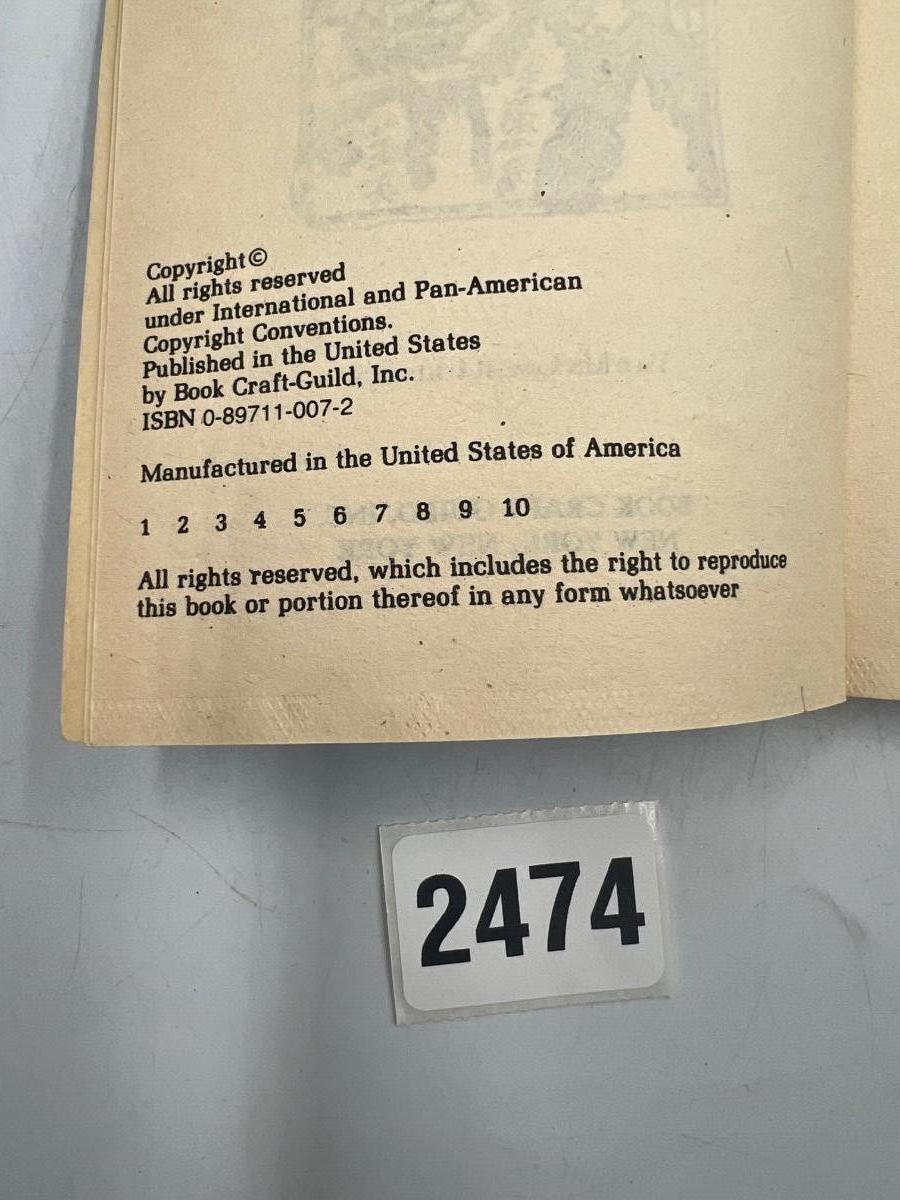 Copyright ©
All rights reserved
under International and Pan-American
Copyright Conventions.
Published in the United States
by Book Craft-Guild, Inc.
ISBN 0-89711-007-2
Manufactured in the United States of America
1 2 3 4 5 6 7 8 9 10
All rights reserved, which includes the right to reproduce
this book or portion thereof in any form whatsoever
2474